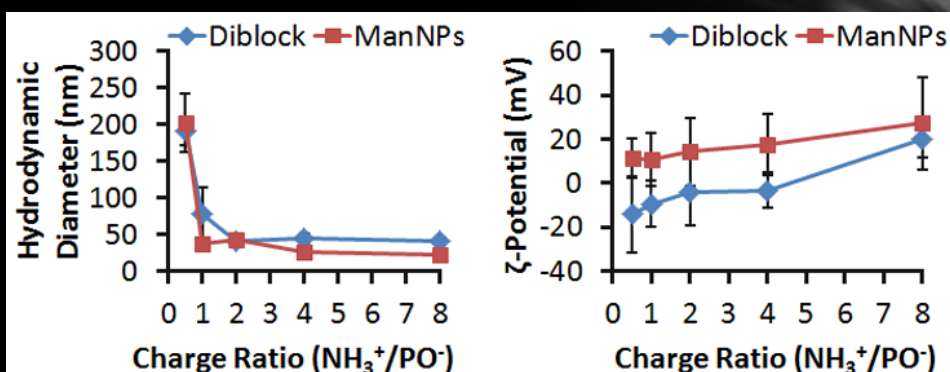 Diblock ManNPs
Hydrodynamic
Diameter (nm)
300
250
200
150
100
50
0
0 1 2 3 4 5 6 7 8
Charge Ratio (NH₃⁺/PO⁻)
Diblock ManNPs
ζ-Potential (mV)
60
40
20
0
-20
-40
0 1 2 3 4 5 6 7 8
Charge Ratio (NH₃⁺/PO⁻)